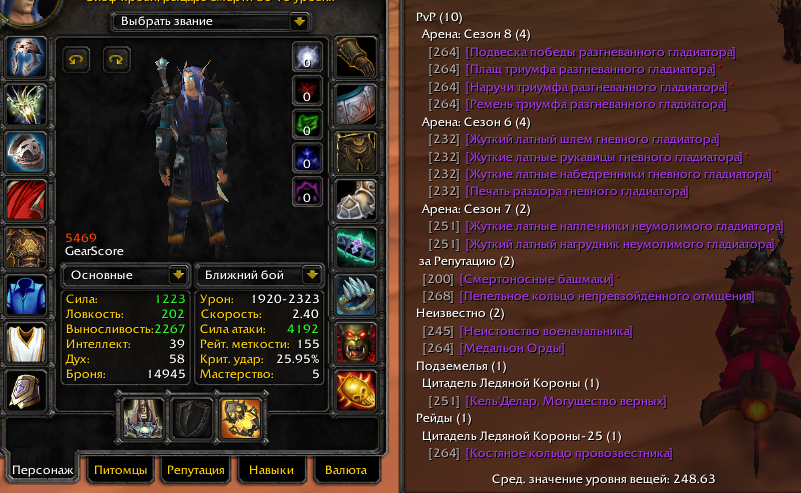 Выбрать звание
0
0
0
0
0
5469
GearScore
Основные
Ближний бой
Сила: 1223
Ловкость: 202
Выносливость: 2267
Интеллект: 39
Дух: 58
Броня: 14945
Урон: 1920-2323
Скорость: 2.40
Сила атаки: 4192
Рейт. меткости: 155
Крит. удар: 25.95%
Мастерство: 5
Персонаж
Питомцы
Репутация
Навыки
Валюта
PvP (10)
Арена: Сезон 8 (4)
[264] [Подвеска победы разгневанного гладиатора]
[264] [Плащ триумфа разгневанного гладиатора]*
[264] [Наручи триумфа разгневанного гладиатора]*
[264] [Ремень триумфа разгневанного гладиатора]
Арена: Сезон 6 (4)
[232] [Жуткий латный шлем гневного гладиатора]
[232] [Жуткие латные рукавицы гневного гладиатора]*
[232] [Жуткие латные набедренники гневного гладиатора]*
[232] [Печать раздора гневного гладиатора]
Арена: Сезон 7 (2)
[251] [Жуткие латные наплечники неумолимого гладиатора]
[251] [Жуткий латный нагрудник неумолимого гладиатора]*
за Репутацию (2)
[200] [Смертоносные башмаки]*
[268] [Пепельное кольцо непревзойденного отмщения]
Неизвестно (2)
[245] [Неистовство военачальника]
[264] [Медальон Орды]
Подземелья (1)
Цитадель Ледяной Короны (1)
[251] [Кель'Делар, Могущество верных]
Рейды (1)
Цитадель Ледяной Короны-25 (1)
[264] [Костяное кольцо провозвестника]
Сред. значение уровня вещей: 248.63